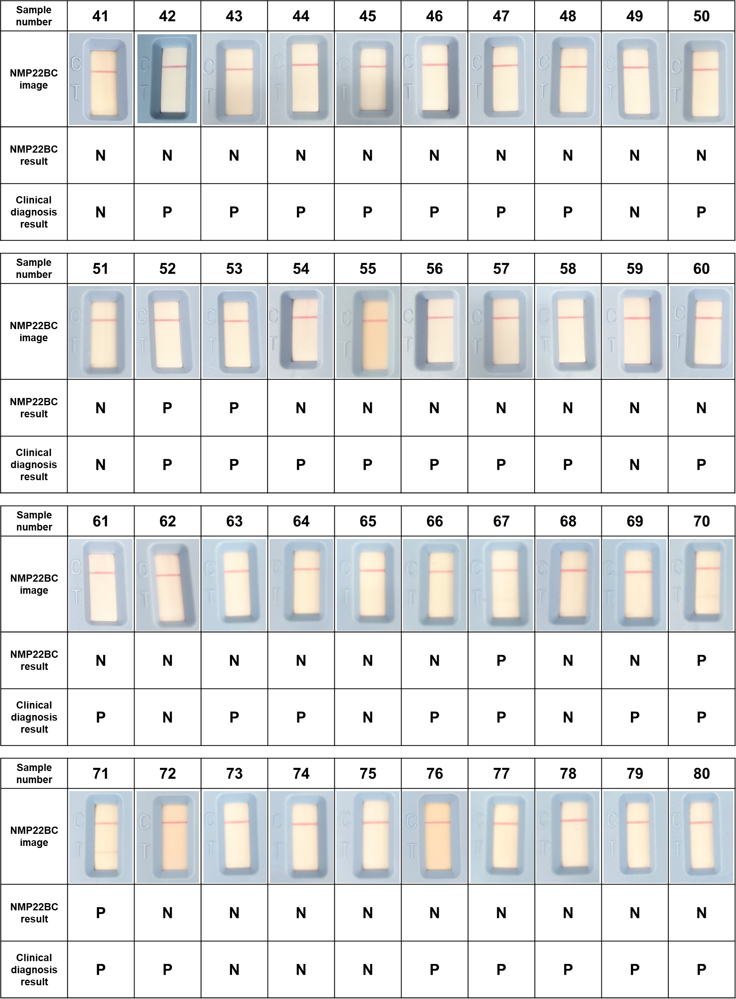 Sample number 41 42 43 44 45 46 47 48 49 50
NMP22BC image
C C C C C C C C C C
T T T T T T T T T T
NMP22BC result N N N N N N N N N N
Clinical diagnosis result N P P P P P P P N P
Sample number 51 52 53 54 55 56 57 58 59 60
NMP22BC image
C C C C C C C C C C
T T T T T T T T T T
NMP22BC result N P P N N N N N N N
Clinical diagnosis result N P P P P P P P N P
Sample number 61 62 63 64 65 66 67 68 69 70
NMP22BC image
C C C C C C C C C C
T T T T T T T T T T
NMP22BC result N N N N N N P N N P
Clinical diagnosis result P N P P N P P N P P
Sample number 71 72 73 74 75 76 77 78 79 80
NMP22BC image
C C C C C C C C C C
T T T T T T T T T T
NMP22BC result P N N N N N N N N N
Clinical diagnosis result P P N N N P P P P P